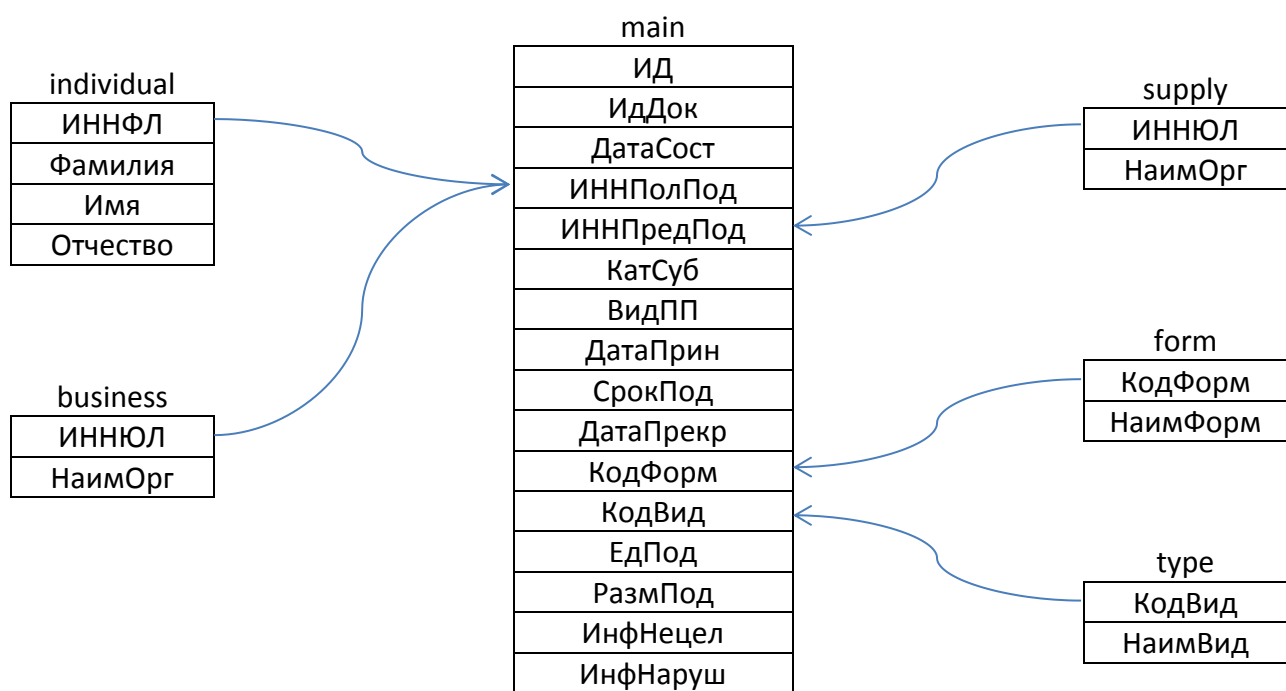 individual
ИННФЛ
Фамилия
Имя
Отчество
business
ИННЮЛ
НаимОрг
main
ИД
ИдДок
ДатаСост
ИННПолПод
ИННПредПод
КатСуб
ВидПП
ДатаПрин
СрокПод
ДатаПрекр
КодФорм
КодВид
ЕдПод
РазмПод
ИнфНецел
ИнфНаруш
supply
ИННЮЛ
НаимОрг
form
КодФорм
НаимФорм
type
КодВид
НаимВид